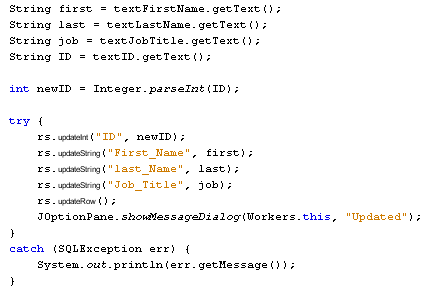 String first = textFirstName.getText();
String last = textLastName.getText();
String job = textJobTitle.getText();
String ID = textID.getText();
int newID = Integer.parseInt(ID);
try {
rs.updateInt("ID", newID);
rs.updateString("First_Name", first);
rs.updateString("last_Name", last);
rs.updateString("Job_Title", job);
rs.updateRow();
JOptionPane.showMessageDialog(Workers.this, "Updated");
}
catch (SQLException err) {
System.out.println(err.getMessage());
}